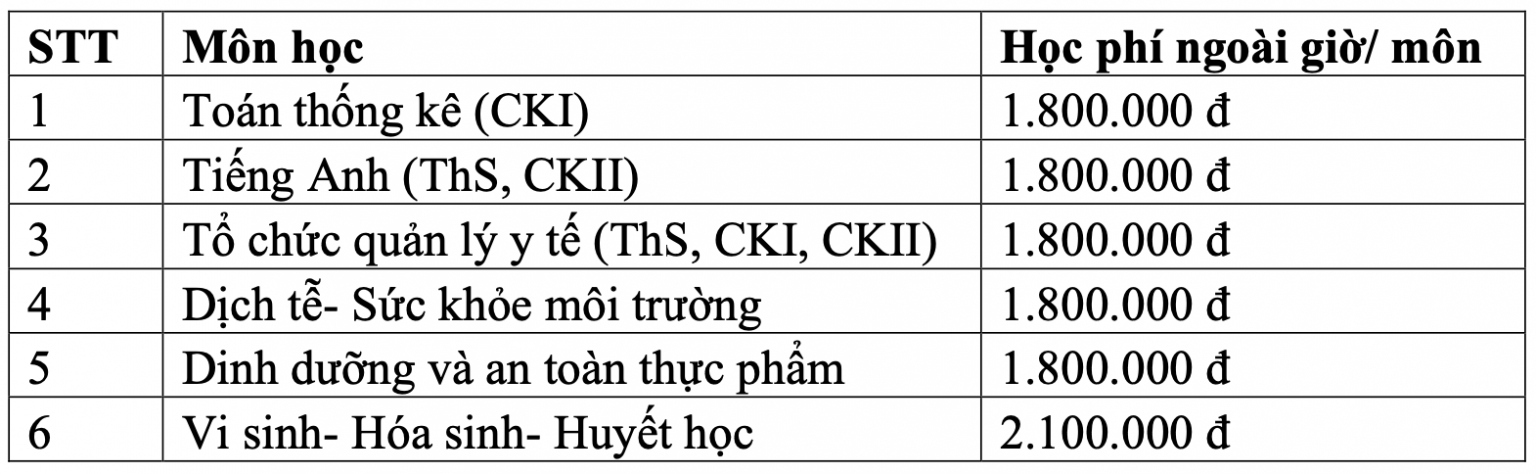 STT Môn học Học phí ngoài giờ/ môn
1 Toán thống kê (CKI) 1.800.000 đ
2 Tiếng Anh (ThS, CKII) 1.800.000 đ
3 Tổ chức quản lý y tế (ThS, CKI, CKII) 1.800.000 đ
4 Dịch tễ- Sức khỏe môi trường 1.800.000 đ
5 Dinh dưỡng và an toàn thực phẩm 1.800.000 đ
6 Vi sinh- Hóa sinh- Huyết học 2.100.000 đ